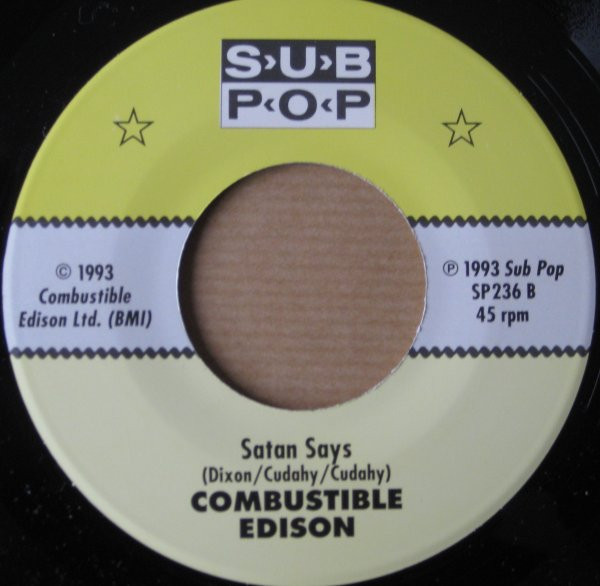 S›U›B
P‹O‹P
© 1993
Combustible
Edison Ltd. (BMI)
℗ 1993 Sub Pop
SP236 B
45 rpm
Satan Says
(Dixon/Cudahy/Cudahy)
COMBUSTIBLE
EDISON